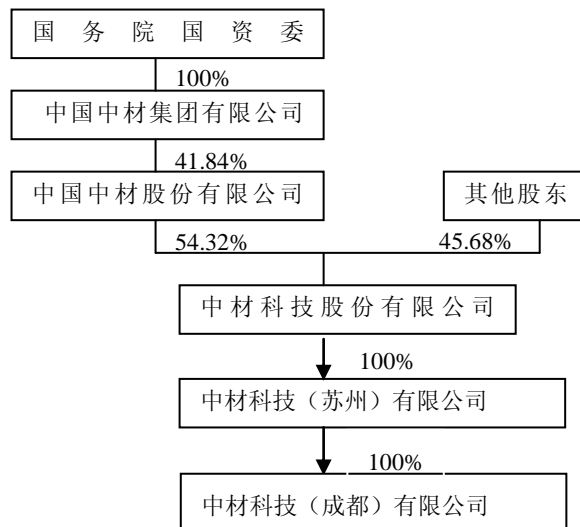 国务院国资委
100%
中国中材集团有限公司
41.84%
中国中材股份有限公司
其他股东
54.32%
45.68%
中材科技股份有限公司
100%
中材科技（苏州）有限公司
100%
中材科技（成都）有限公司